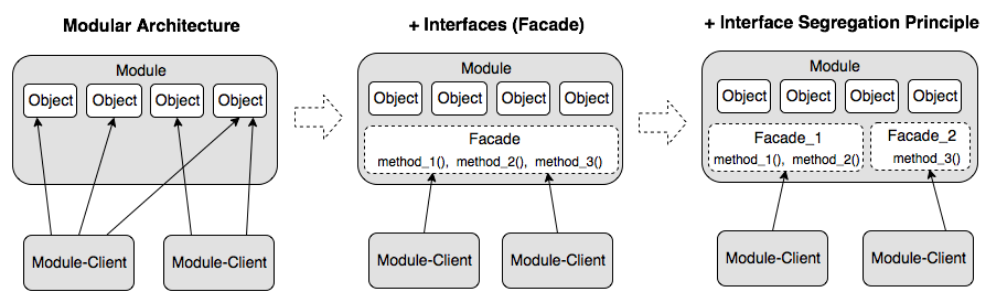 Modular Architecture
Module
Object Object Object Object
Module-Client Module-Client
+ Interfaces (Facade)
Module
Object Object Object Object
Facade
method_1(), method_2(), method_3()
Module-Client Module-Client
+ Interface Segregation Principle
Module
Object Object Object Object
Facade_1
method_1(), method_2()
Facade_2
method_3()
Module-Client Module-Client